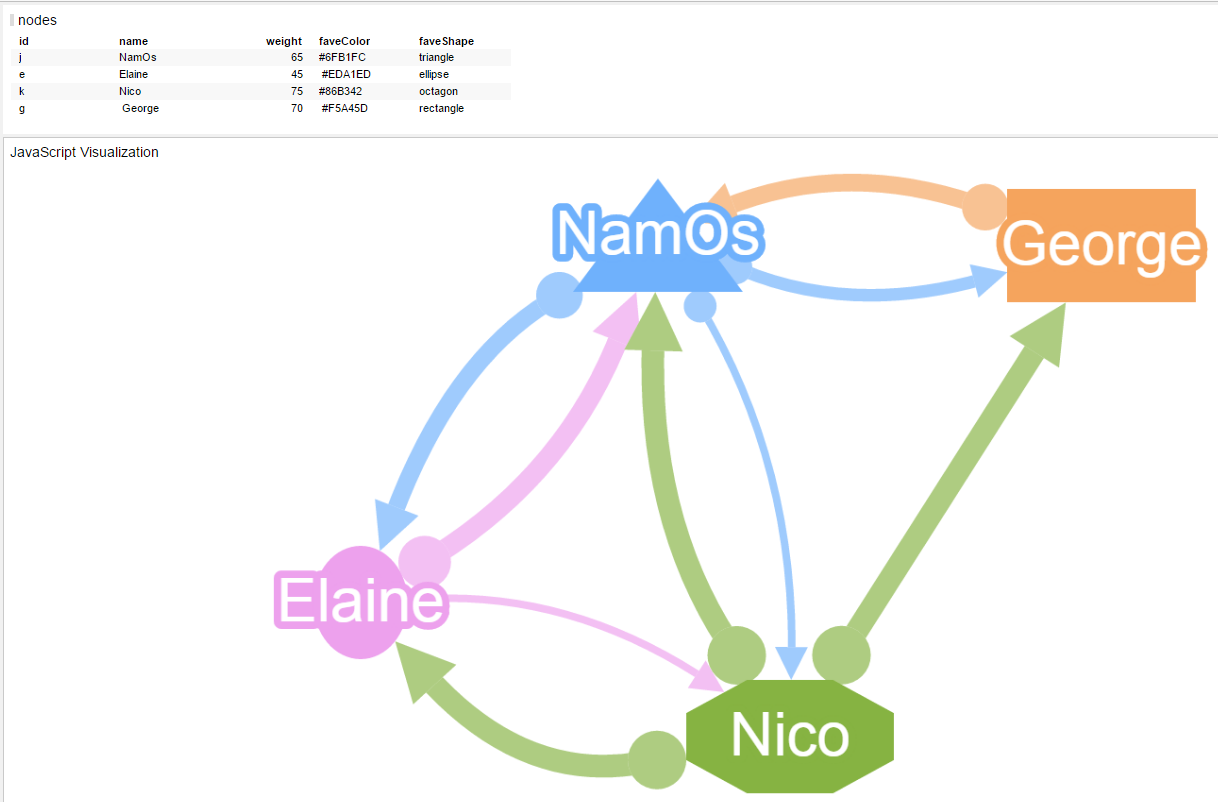 nodes
id name weight faveColor faveShape
j NamOs 65 #6FB1FC triangle
e Elaine 45 #EDA1ED ellipse
k Nico 75 #86B342 octagon
g George 70 #F5A45D rectangle
JavaScript Visualization
NamOs
George
Elaine
Nico